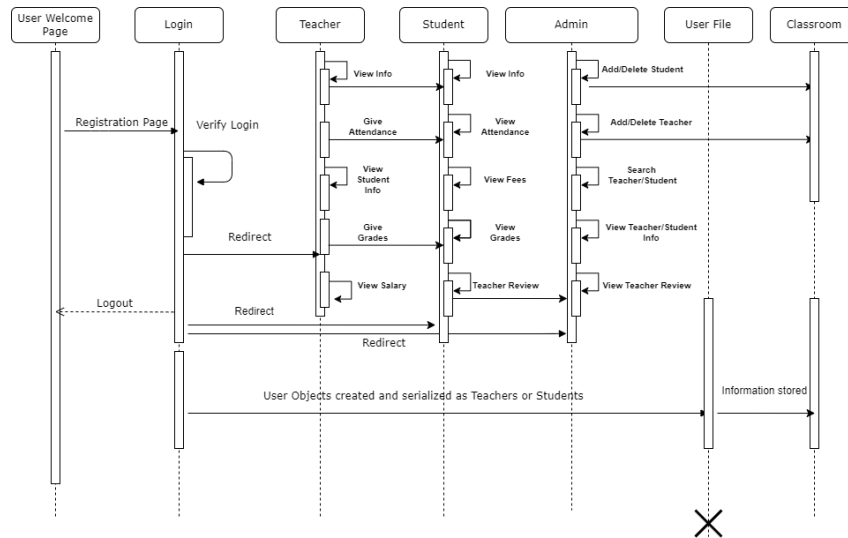 User Welcome
Page
Login
Teacher
Student
Admin
User File
Classroom
View Info
View Info
Add/Delete Student
Registration Page
Verify Login
Give
Attendance
View
Attendance
Add/Delete Teacher
View
Student
Info
View Fees
Search
Teacher/Student
Redirect
Give
Grades
View
Grades
View Teacher/Student
Info
View Salary
Teacher Review
View Teacher Review
Logout
Redirect
Redirect
User Objects created and serialized as Teachers or Students
Information stored